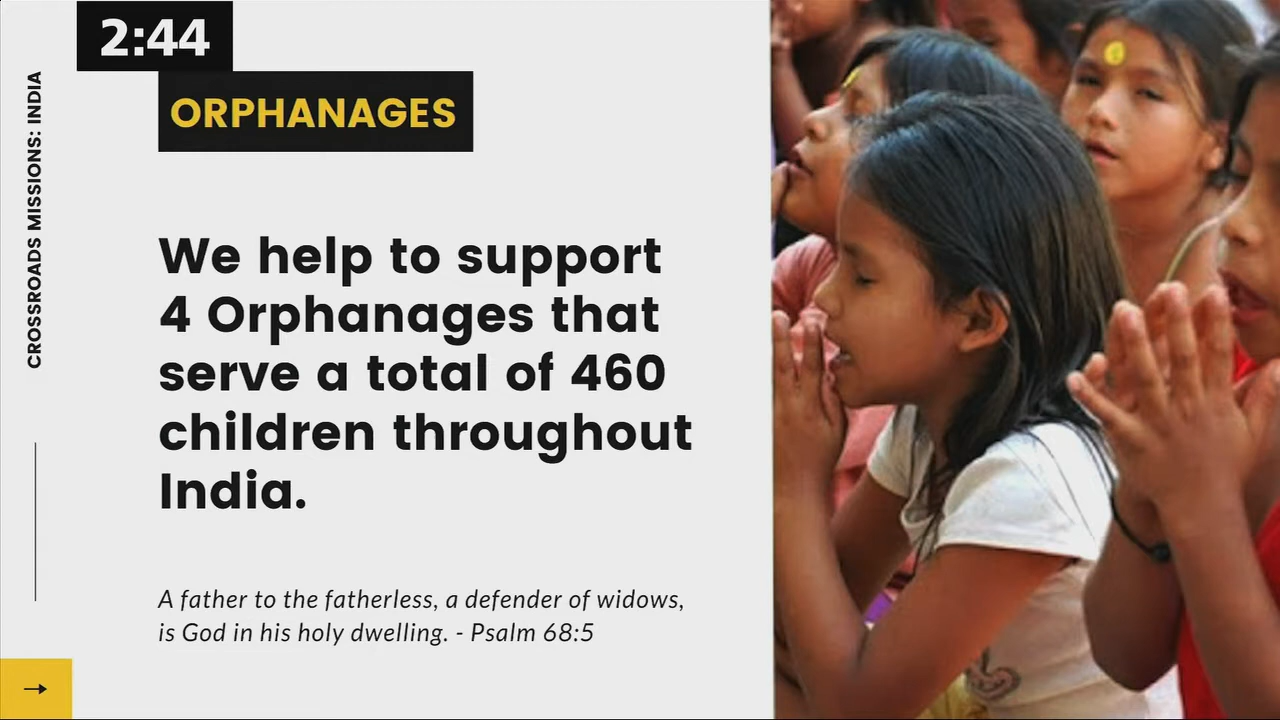 2:44
CROSSROADS MISSIONS: INDIA
ORPHANAGES
We help to support
4 Orphanages that
serve a total of 460
children throughout
India.
A father to the fatherless, a defender of widows,
is God in his holy dwelling. - Psalm 68:5